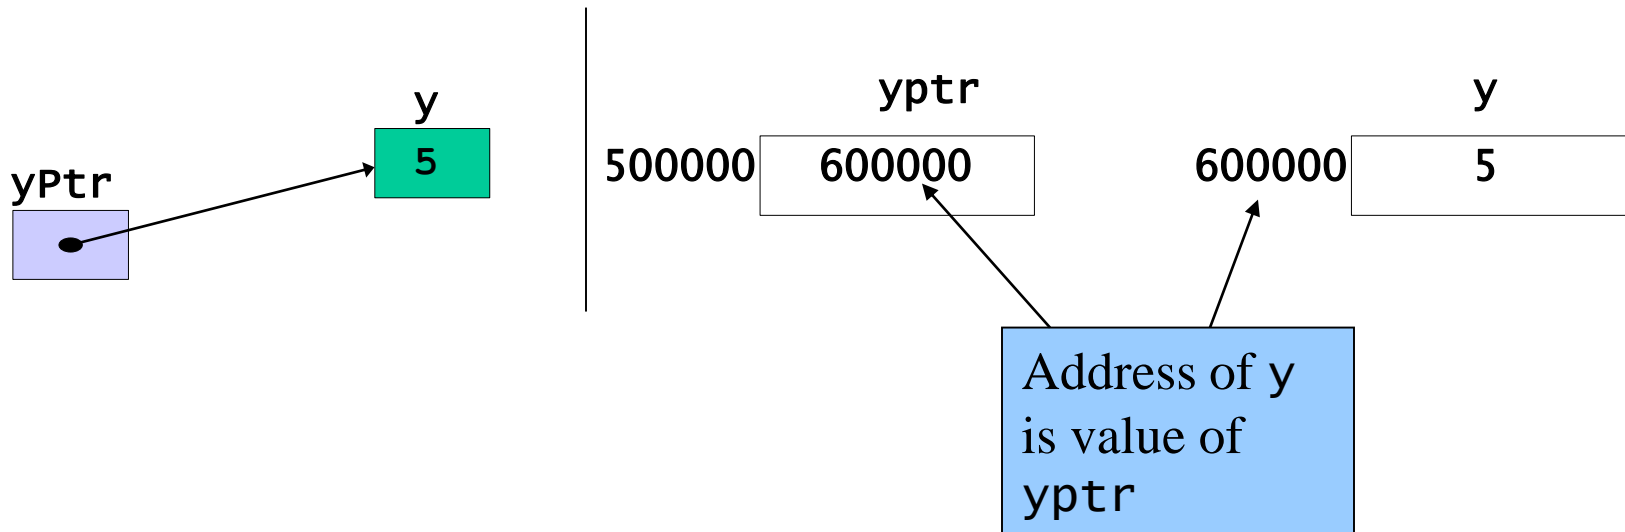 y
5
yPtr
yptr
y
500000 600000 600000 5
Address of y
is value of
yptr